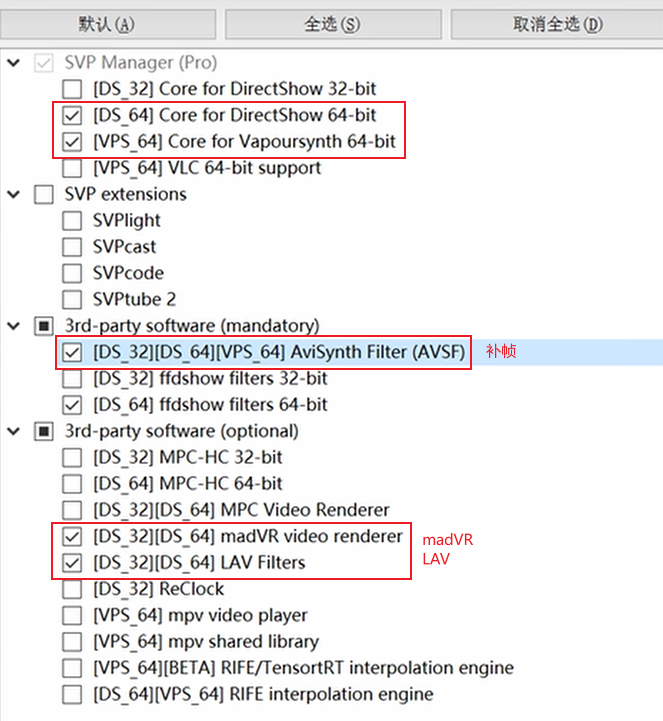 默认(A) 全选(S) 取消全选(D)
SVP Manager (Pro)
[DS_32] Core for DirectShow 32-bit
[DS_64] Core for DirectShow 64-bit
[VPS_64] Core for Vapoursynth 64-bit
[VPS_64] VLC 64-bit support
SVP extensions
SVPlight
SVPcast
SVPcode
SVPtube 2
3rd-party software (mandatory)
[DS_32][DS_64][VPS_64] AviSynth Filter (AVSF) 补帧
[DS_32] ffdshow filters 32-bit
[DS_64] ffdshow filters 64-bit
3rd-party software (optional)
[DS_32] MPC-HC 32-bit
[DS_64] MPC-HC 64-bit
[DS_32][DS_64] MPC Video Renderer
[DS_32][DS_64] madVR video renderer madVR
[DS_32][DS_64] LAV Filters LAV
[DS_32] ReClock
[VPS_64] mpv video player
[VPS_64] mpv shared library
[VPS_64][BETA] RIFE/TensortRT interpolation engine
[DS_64][VPS_64] RIFE interpolation engine